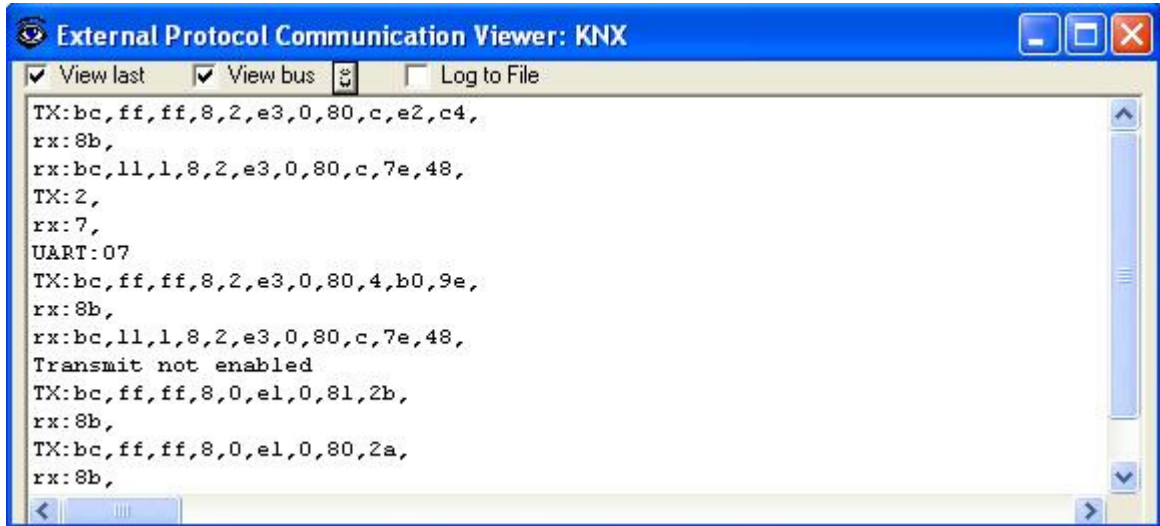 External Protocol Communication Viewer: KNX
View last View bus Log to File
TX:bc,ff,ff,8,2,e3,0,80,c,e2,c4,
rx:8b,
rx:bc,11,1,8,2,e3,0,80,c,7e,48,
TX:2,
rx:7,
UART:07
TX:bc,ff,ff,8,2,e3,0,80,4,b0,9e,
rx:8b,
rx:bc,11,1,8,2,e3,0,80,c,7e,48,
Transmit not enabled
TX:bc,ff,ff,8,0,e1,0,81,2b,
rx:8b,
TX:bc,ff,ff,8,0,e1,0,80,2a,
rx:8b,